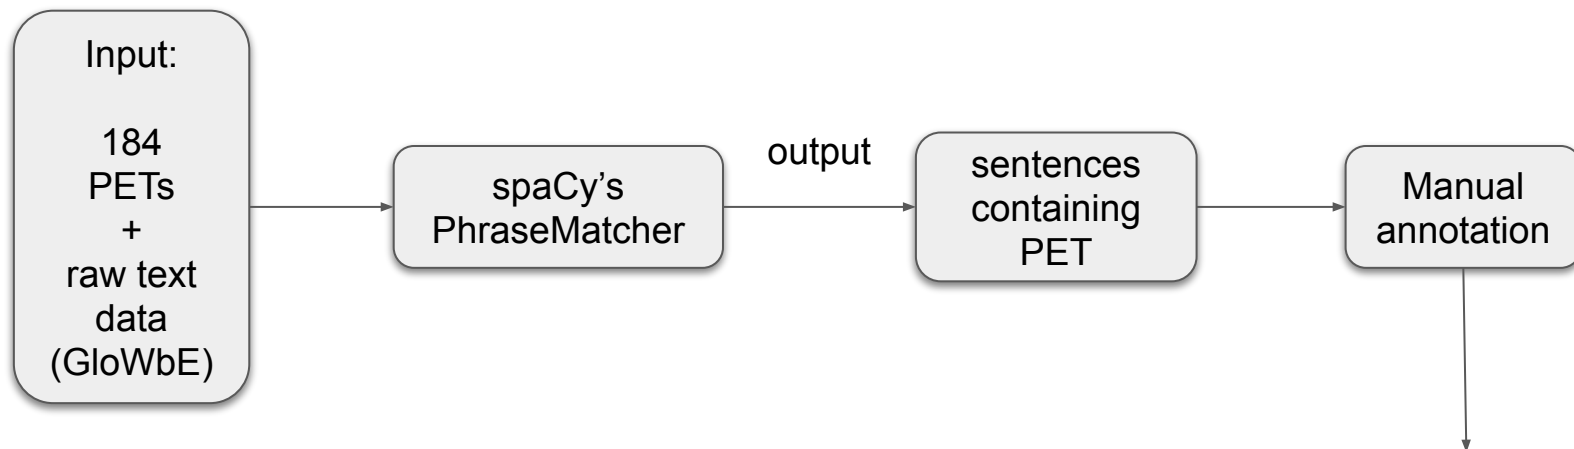 Input:
184
PETs
+
raw text
data
(GloWbE)
spaCy’s
PhraseMatcher
output
sentences
containing
PET
Manual
annotation